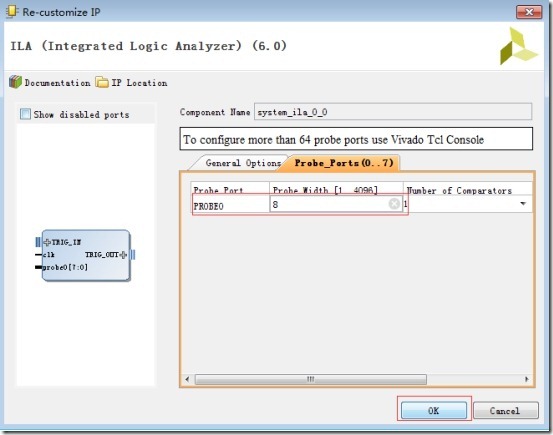 Re-customize IP
ILA (Integrated Logic Analyzer) (6.0)
Documentation IP Location
Show disabled ports
Component Name system_ila_0_0
To configure more than 64 probe ports use Vivado Tcl Console
General Options Probe_Ports(0..7)
Probe Port Probe Width [1..4096] Number of Comparators
PROBE0 8 1
TRIG_IN
clk TRIG_OUT
probe0[7:0]
OK Cancel